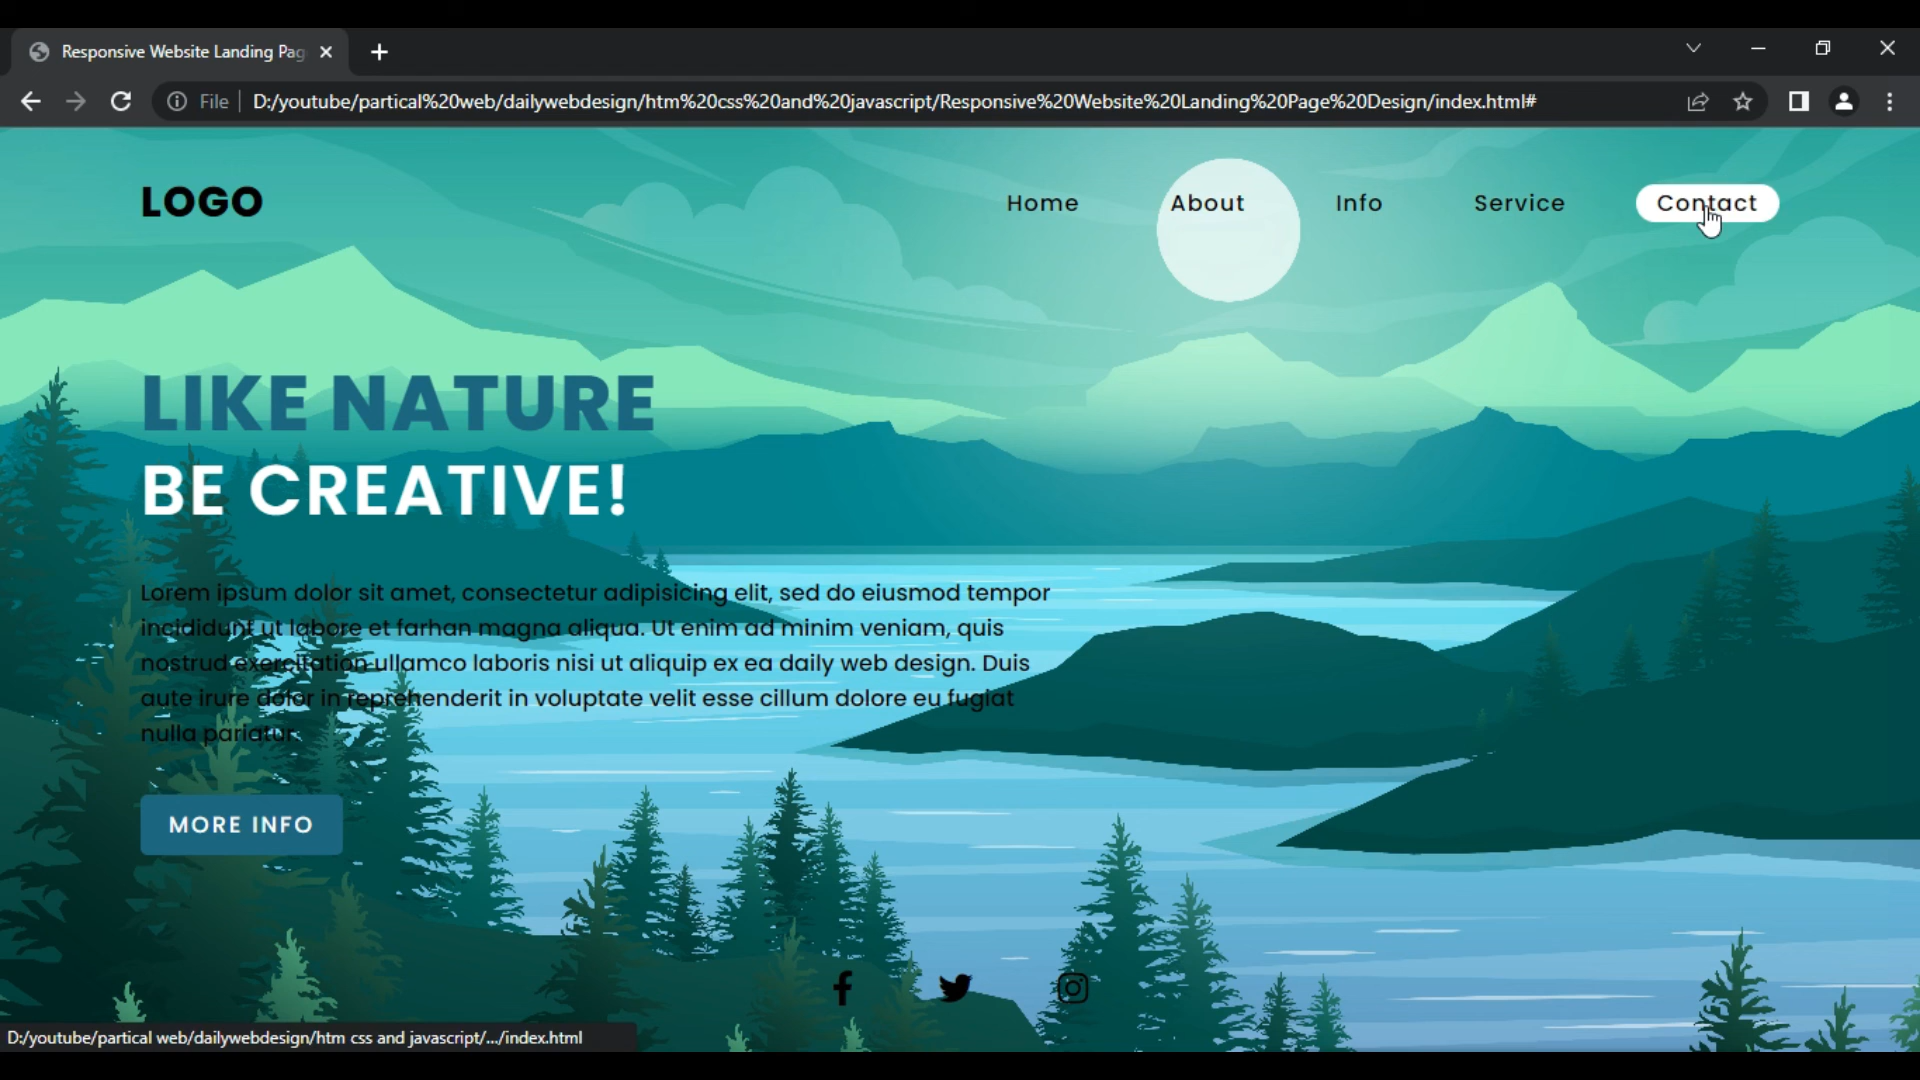 Responsive Website Landing Pag
File
D:/youtube/partical%20web/dailywebdesign/htm%20css%20and%20javascript/Responsive%20Website%20Landing%20Page%20Design/index.html#
LOGO
Home
About
Info
Service
Contact
LIKE NATURE
BE CREATIVE!
Lorem ipsum dolor sit amet, consectetur adipisicing elit, sed do eiusmod tempor
incididunt ut labore et farhan magna aliqua. Ut enim ad minim veniam, quis
nostrud exercitation ullamco laboris nisi ut aliquip ex ea daily web design. Duis
aute irure dolor in reprehenderit in voluptate velit esse cillum dolore eu fugiat
nulla pariatur.
MORE INFO
D:/youtube/partical web/dailywebdesign/htm css and javascript/.../index.html